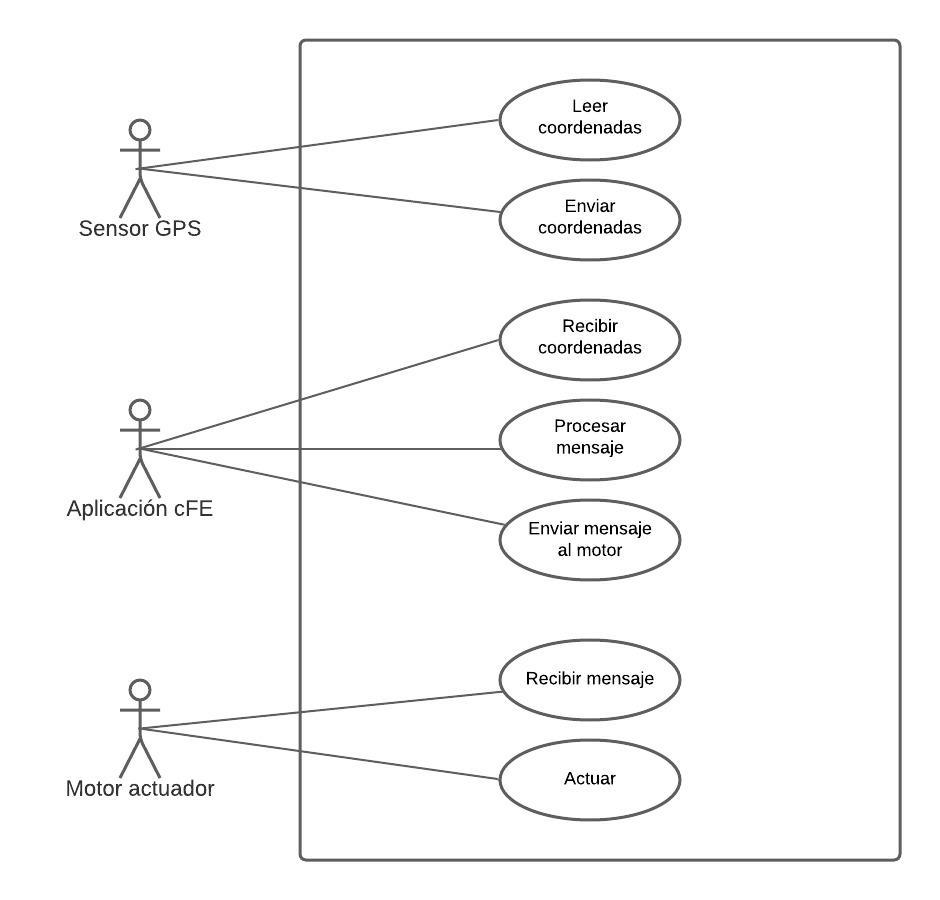 Leer
coordenadas
Enviar
coordenadas
Sensor GPS
Recibir
coordenadas
Procesar
mensaje
Enviar mensaje
al motor
Aplicación cFE
Recibir mensaje
Actuar
Motor actuador